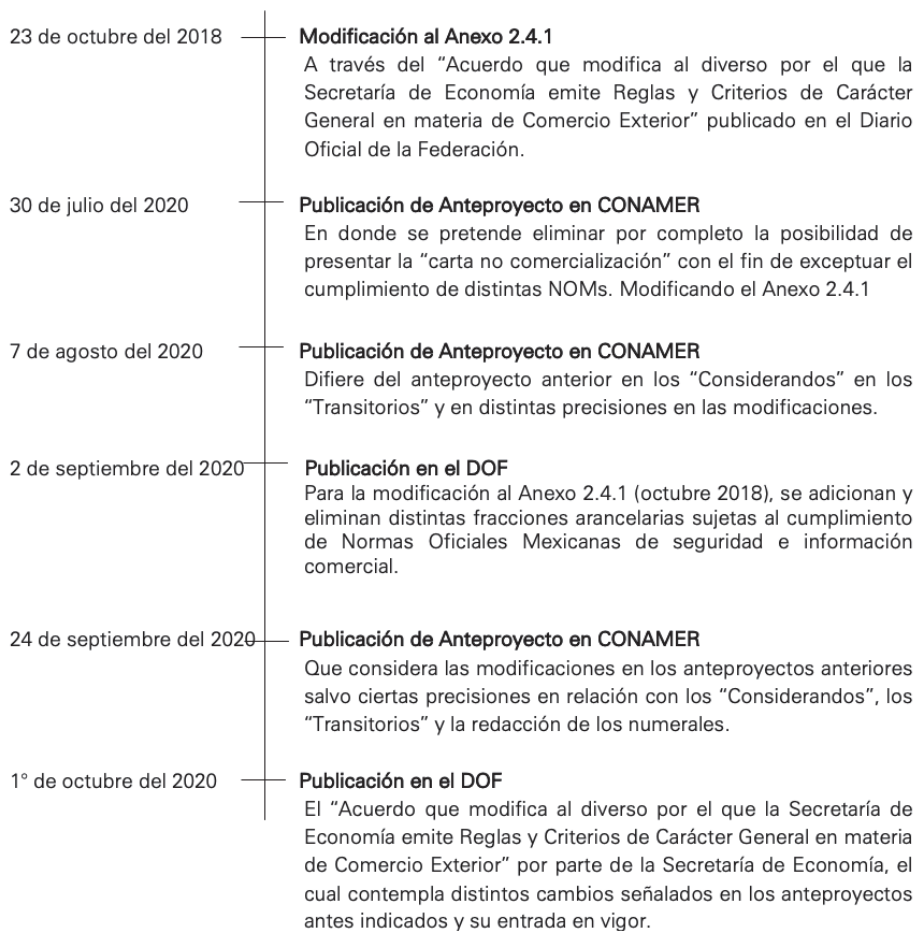 23 de octubre del 2018
Modificación al Anexo 2.4.1
A través del “Acuerdo que modifica al diverso por el que la
Secretaría de Economía emite Reglas y Criterios de Carácter
General en materia de Comercio Exterior” publicado en el Diario
Oficial de la Federación.
30 de julio del 2020
Publicación de Anteproyecto en CONAMER
En donde se pretende eliminar por completo la posibilidad de
presentar la “carta no comercialización” con el fin de exceptuar el
cumplimiento de distintas NOMs. Modificando el Anexo 2.4.1
7 de agosto del 2020
Publicación de Anteproyecto en CONAMER
Difiere del anteproyecto anterior en los “Considerandos” en los
“Transitorios” y en distintas precisiones en las modificaciones.
2 de septiembre del 2020
Publicación en el DOF
Para la modificación al Anexo 2.4.1 (octubre 2018), se adicionan y
eliminan distintas fracciones arancelarias sujetas al cumplimiento
de Normas Oficiales Mexicanas de seguridad e información
comercial.
24 de septiembre del 2020
Publicación de Anteproyecto en CONAMER
Que considera las modificaciones en los anteproyectos anteriores
salvo ciertas precisiones en relación con los “Considerandos”, los
“Transitorios” y la redacción de los numerales.
1° de octubre del 2020
Publicación en el DOF
El “Acuerdo que modifica al diverso por el que la Secretaría de
Economía emite Reglas y Criterios de Carácter General en materia
de Comercio Exterior” por parte de la Secretaría de Economía, el
cual contempla distintos cambios señalados en los anteproyectos
antes indicados y su entrada en vigor.